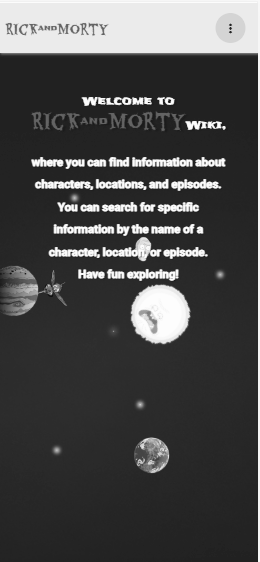 RICK AND MORTY
WELCOME TO
RICK AND MORTY WIKI,
where you can find information about
characters, locations, and episodes.
You can search for specific
information by the name of a
character, location, or episode.
Have fun exploring!